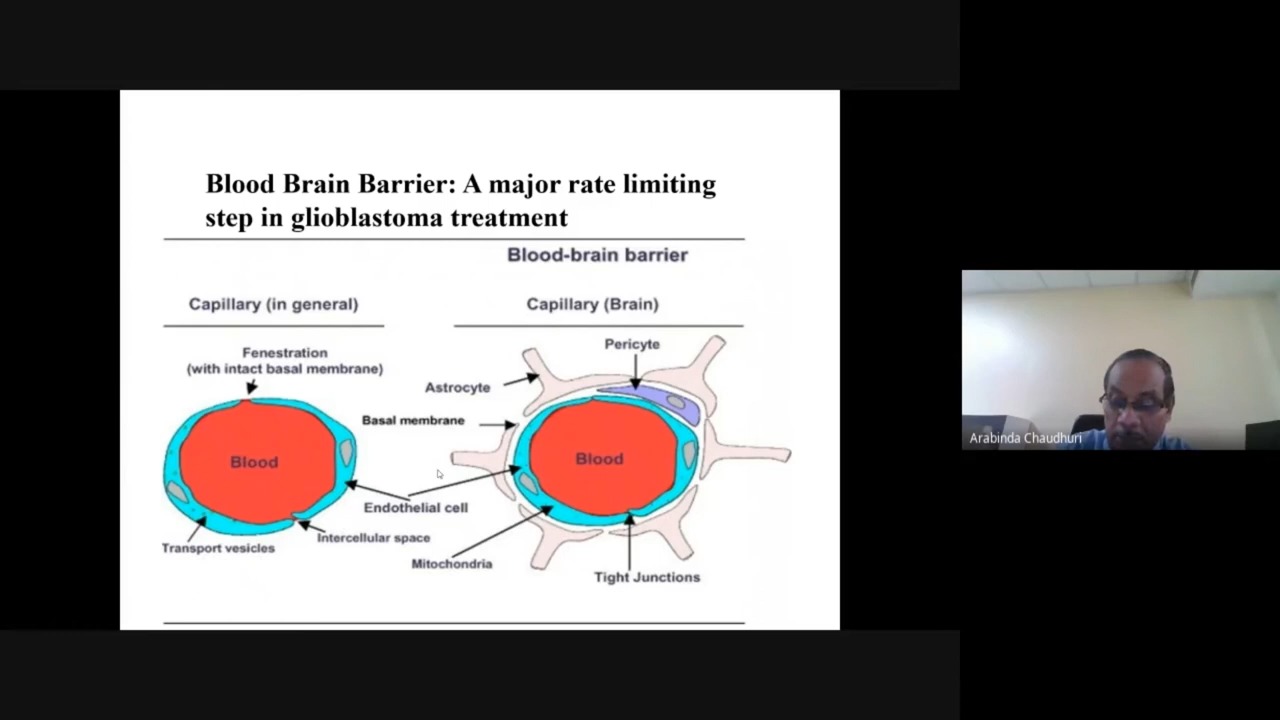 Blood Brain Barrier: A major rate limiting
step in glioblastoma treatment
Blood-brain barrier
Capillary (in general)
Capillary (Brain)
Fenestration
(with intact basal membrane)
Pericyte
Astrocyte
Basal membrane
Blood
Blood
Endothelial cell
Intercellular space
Transport vesicles
Mitochondria
Tight Junctions
Arabinda Chaudhuri